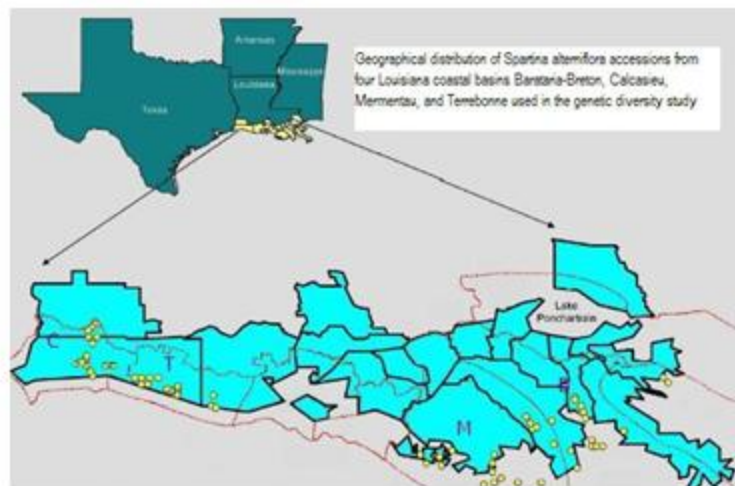 Arkansas
Mississippi
Louisiana
Texas
Geographical distribution of Spartina alterniflora accessions from
four Louisiana coastal basins Barataria-Breton, Calcasieu,
Mermentau, and Terrebonne used in the genetic diversity study
Lake
Ponchartrain
C
T
M